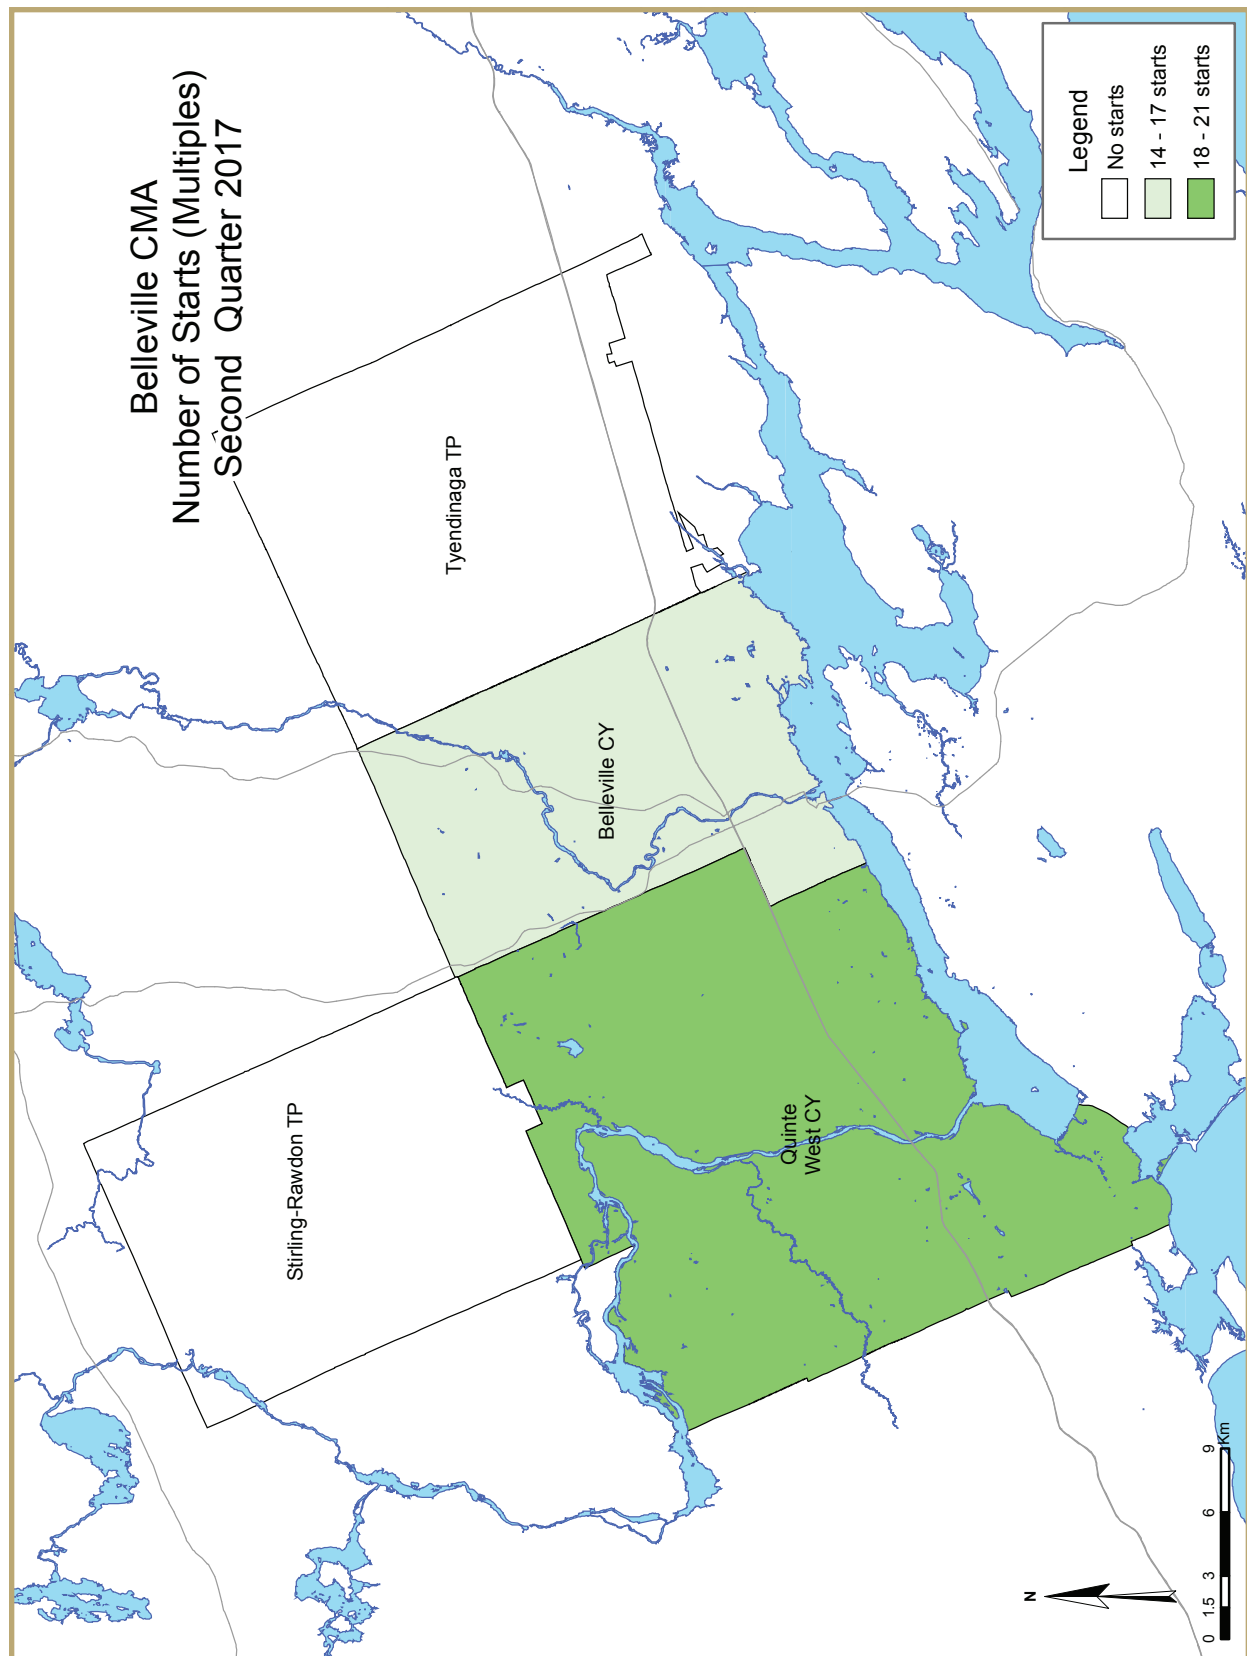 Belleville CMA
Number of Starts (Multiples)
Second Quarter 2017
Stirling-Rawdon TP
Tyendinaga TP
Belleville CY
Quinte
West CY
Legend
No starts
14 - 17 starts
18 - 21 starts
N
0 1.5 3 6 9
Km